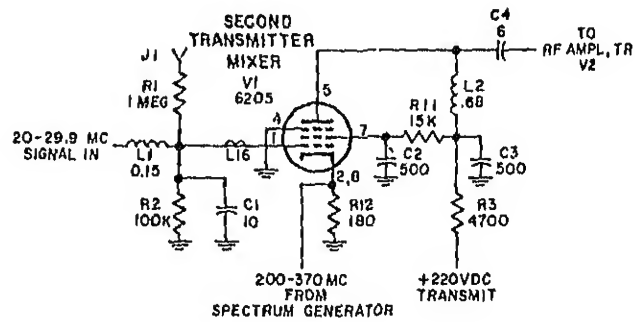 SECOND
TRANSMITTER
MIXER
V1
6205
C4
6
TO
RF AMPL, TR
V2
J1
R1
1 MEG
5
L2
.68
R11
15K
4
1
7
20-29.9 MC
SIGNAL IN
L1
0.15
L16
C2
500
C3
500
2,8
R2
100K
C1
10
R12
180
R3
4700
200-370 MC
FROM
SPECTRUM GENERATOR
+220VDC
TRANSMIT